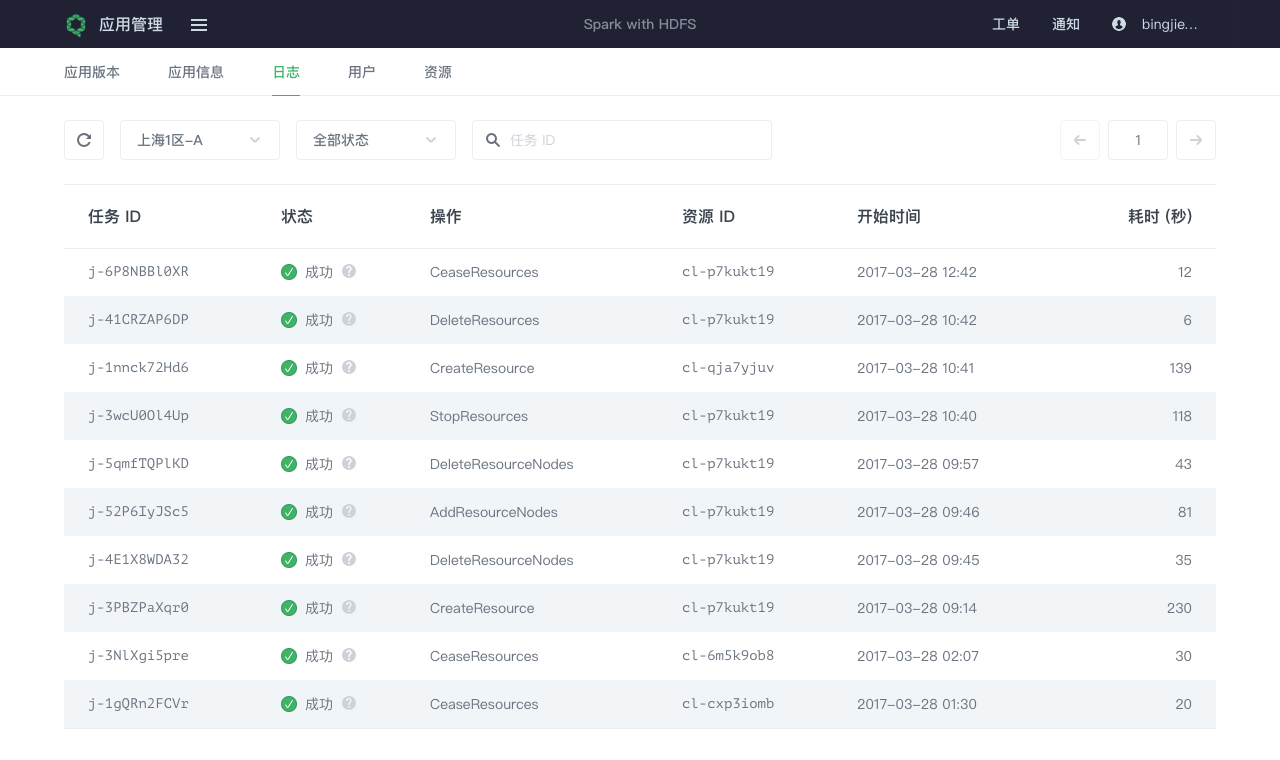 应用管理 Spark with HDFS 工单 通知 bingjie...
应用版本 应用信息 日志 用户 资源
上海1区-A 全部状态 任务 ID 1
任务 ID 状态 操作 资源 ID 开始时间 耗时 (秒)
j-6P8NBBl0XR 成功 CeaseResources cl-p7kukt19 2017-03-28 12:42 12
j-41CRZAP6DP 成功 DeleteResources cl-p7kukt19 2017-03-28 10:42 6
j-1nnck72Hd6 成功 CreateResource cl-qja7yjuv 2017-03-28 10:41 139
j-3wcU0Ol4Up 成功 StopResources cl-p7kukt19 2017-03-28 10:40 118
j-5qmfTQPlKD 成功 DeleteResourceNodes cl-p7kukt19 2017-03-28 09:57 43
j-52P6IyJSc5 成功 AddResourceNodes cl-p7kukt19 2017-03-28 09:46 81
j-4E1X8WDA32 成功 DeleteResourceNodes cl-p7kukt19 2017-03-28 09:45 35
j-3PBZPaXqr0 成功 CreateResource cl-p7kukt19 2017-03-28 09:14 230
j-3NlXgi5pre 成功 CeaseResources cl-6m5k9ob8 2017-03-28 02:07 30
j-1gQRn2FCVr 成功 CeaseResources cl-cxp3iomb 2017-03-28 01:30 20